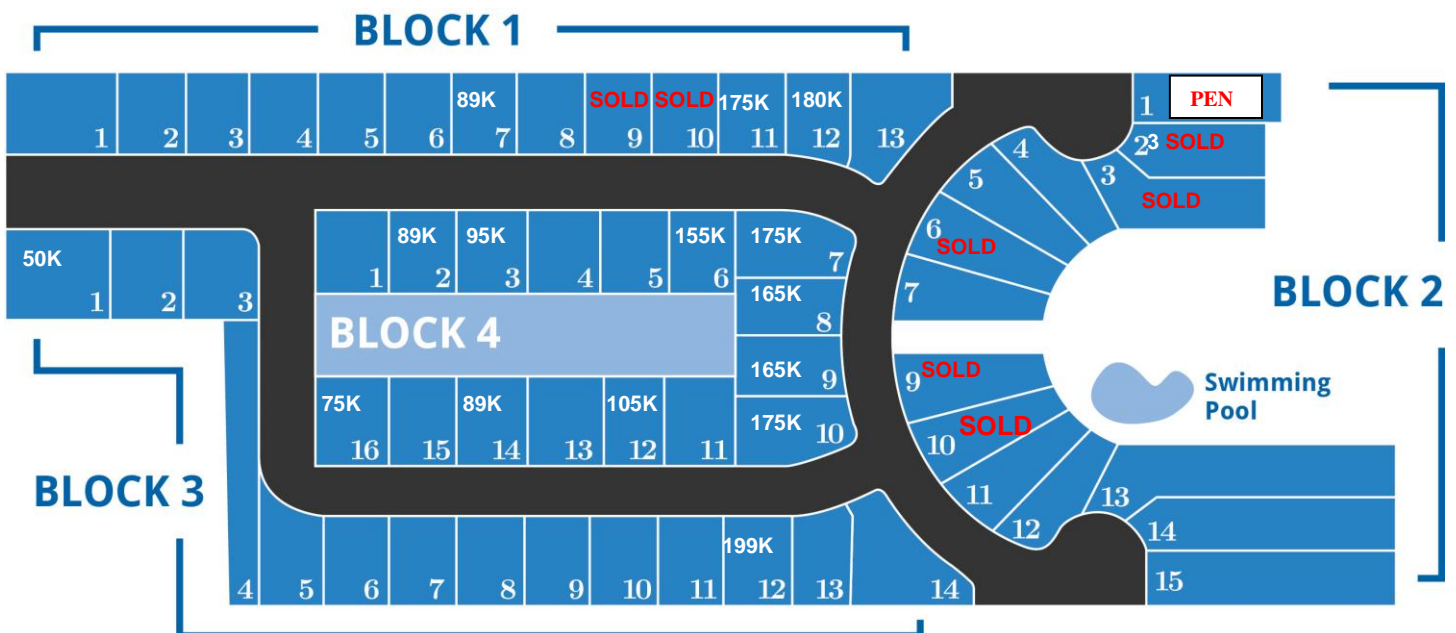 BLOCK 1
89K SOLD SOLD 175K 180K
1 2 3 4 5 6 7 8 9 10 11 12 13
1 PEN
2 3 SOLD
3 SOLD
4
5
6 SOLD
7
BLOCK 2
50K
1 2 3
89K 95K 155K 175K
1 2 3 4 5 6 7
165K
8
BLOCK 4
165K
9
75K 89K 105K 175K
16 15 14 13 12 11 10
9 SOLD
10 SOLD
11
12
13
14
15
Swimming
Pool
BLOCK 3
199K
4 5 6 7 8 9 10 11 12 13 14